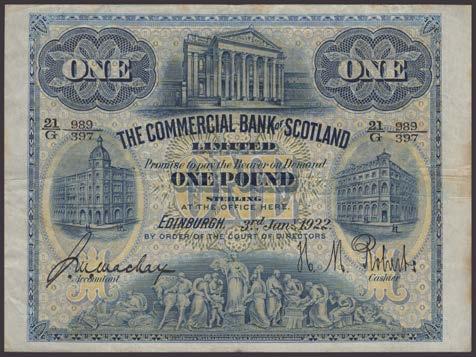 ONE ONE
21/G 989/397 21/G 989/397
THE COMMERCIAL BANK OF SCOTLAND
LIMITED
Promise to pay the Bearer on Demand
ONE POUND
STERLING
AT THE OFFICE HERE.
EDINBURGH, 3rd Jany. 1922
BY ORDER OF THE COURT OF DIRECTORS
H. M. Roberts
Accountant Cashier